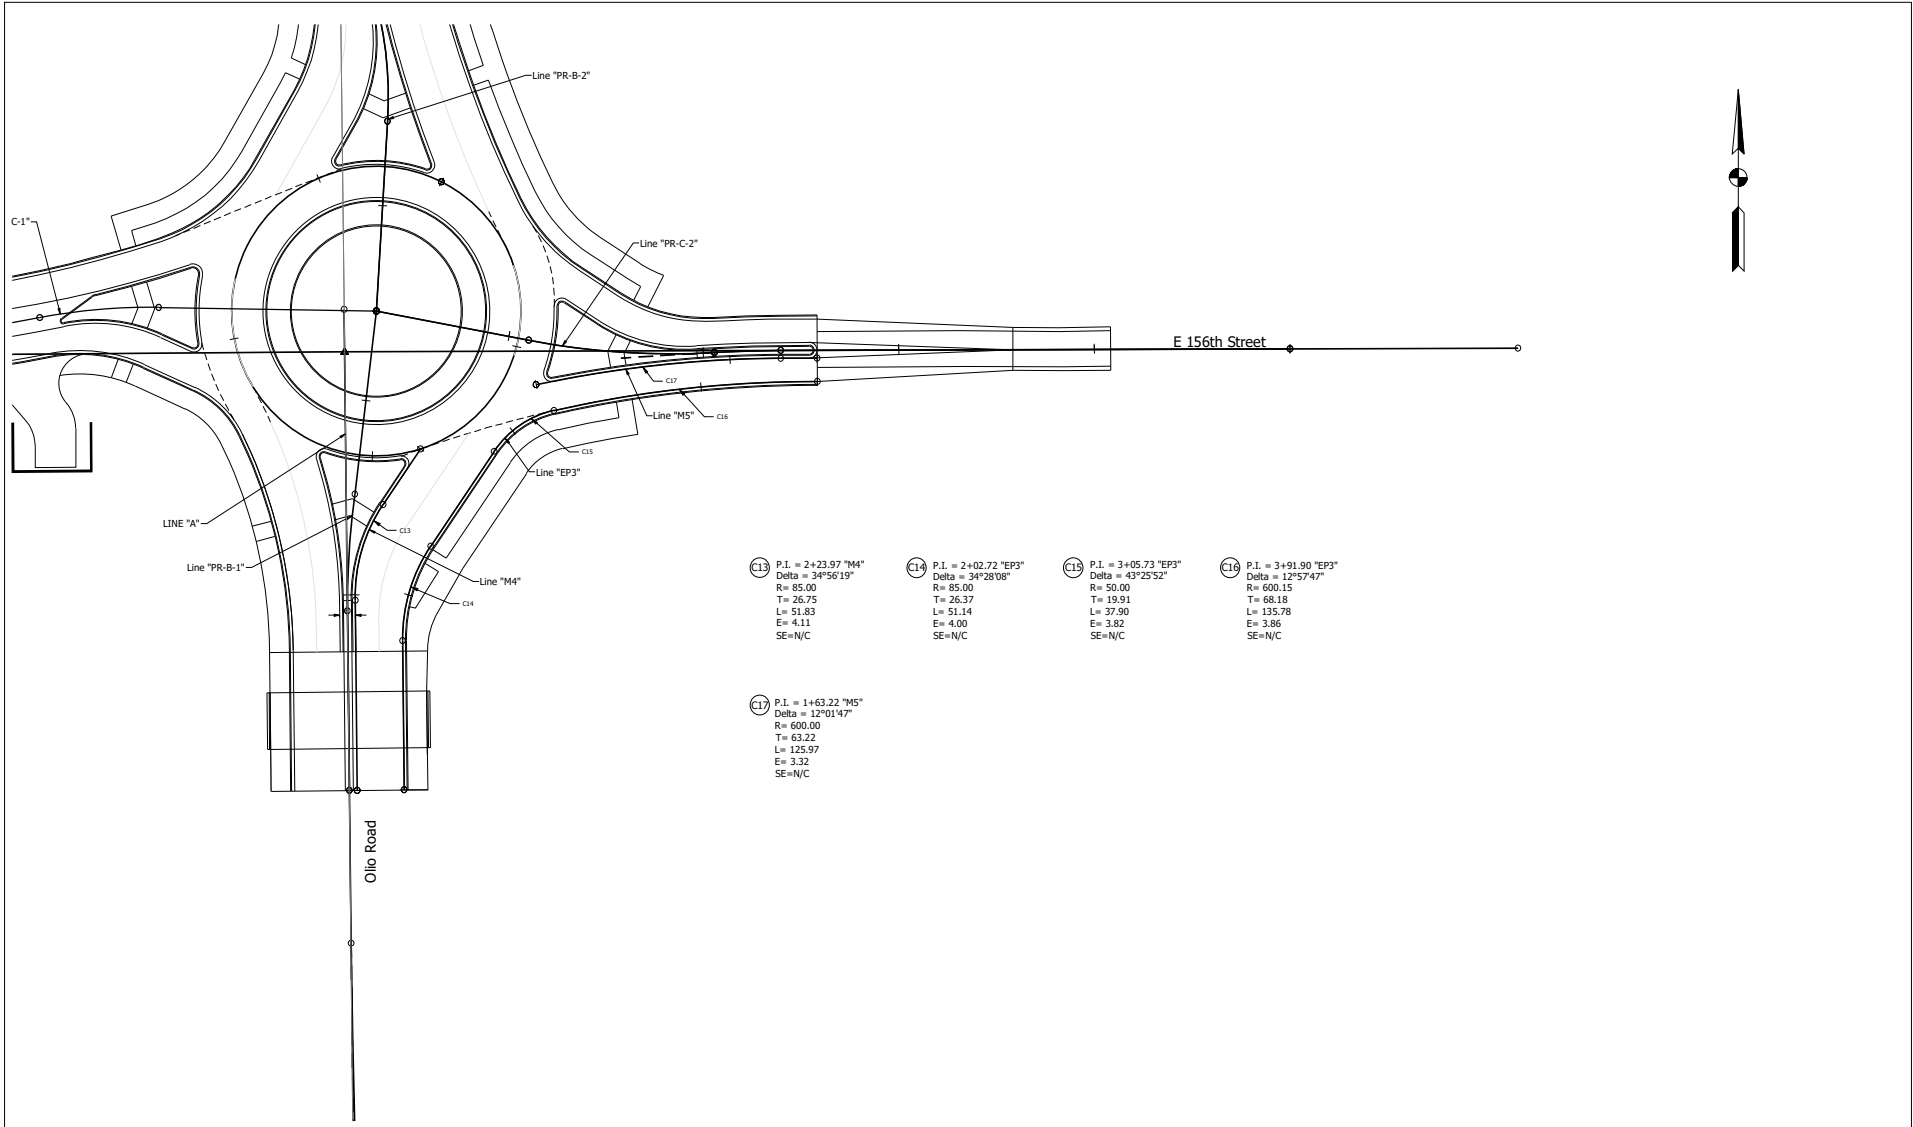 Line "PR-B-2"
C-1"
Line "PR-C-2"
E 156th Street
C17
Line "M5"
C16
C15
Line "EP3"
LINE "A"
C13
Line "PR-B-1"
Line "M4"
C14
Olio Road
C13
P.I. = 2+23.97 "M4"
Delta = 34°56'19"
R= 85.00
T= 26.75
L= 51.83
E= 4.11
SE=N/C
C14
P.I. = 2+02.72 "EP3"
Delta = 34°28'08"
R= 85.00
T= 26.37
L= 51.14
E= 4.00
SE=N/C
C15
P.I. = 3+05.73 "EP3"
Delta = 43°25'52"
R= 50.00
T= 19.91
L= 37.90
E= 3.82
SE=N/C
C16
P.I. = 3+91.90 "EP3"
Delta = 12°57'47"
R= 600.15
T= 68.18
L= 135.78
E= 3.86
SE=N/C
C17
P.I. = 1+63.22 "M5"
Delta = 12°01'47"
R= 600.00
T= 63.22
L= 125.97
E= 3.32
SE=N/C